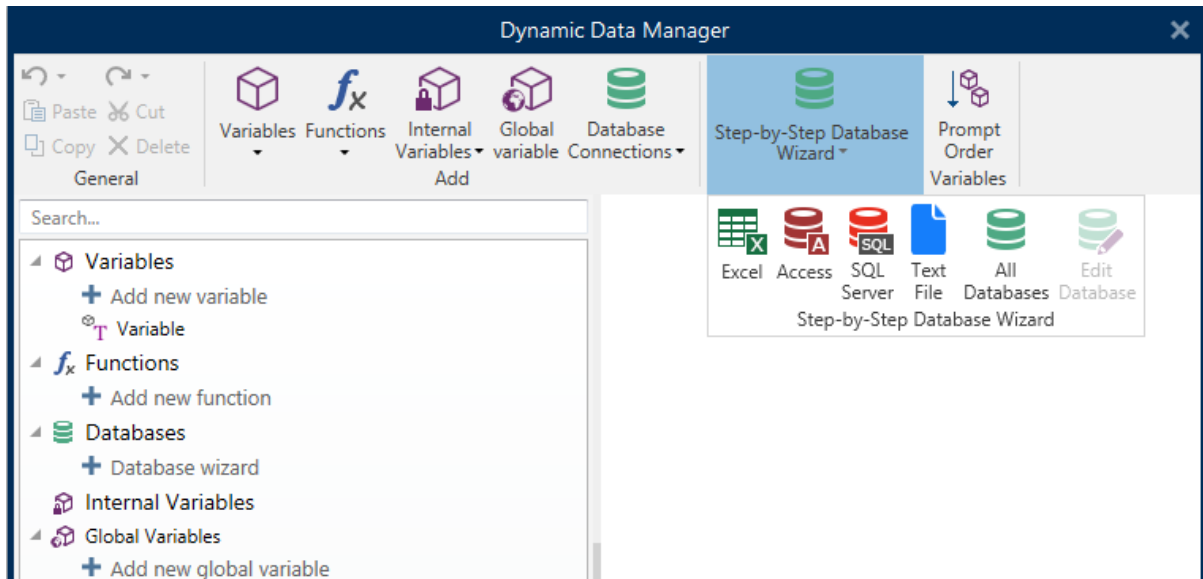 Dynamic Data Manager
Paste Cut
Copy Delete
General
Variables
Functions
Internal
Variables
Global
variable
Database
Connections
Add
Step-by-Step Database
Wizard
Prompt
Order
Variables
Search...
Variables
Add new variable
T Variable
fx Functions
Add new function
Databases
Database wizard
Internal Variables
Global Variables
Add new global variable
Excel
Access
SQL
Server
Text
File
All
Databases
Edit
Database
Step-by-Step Database Wizard